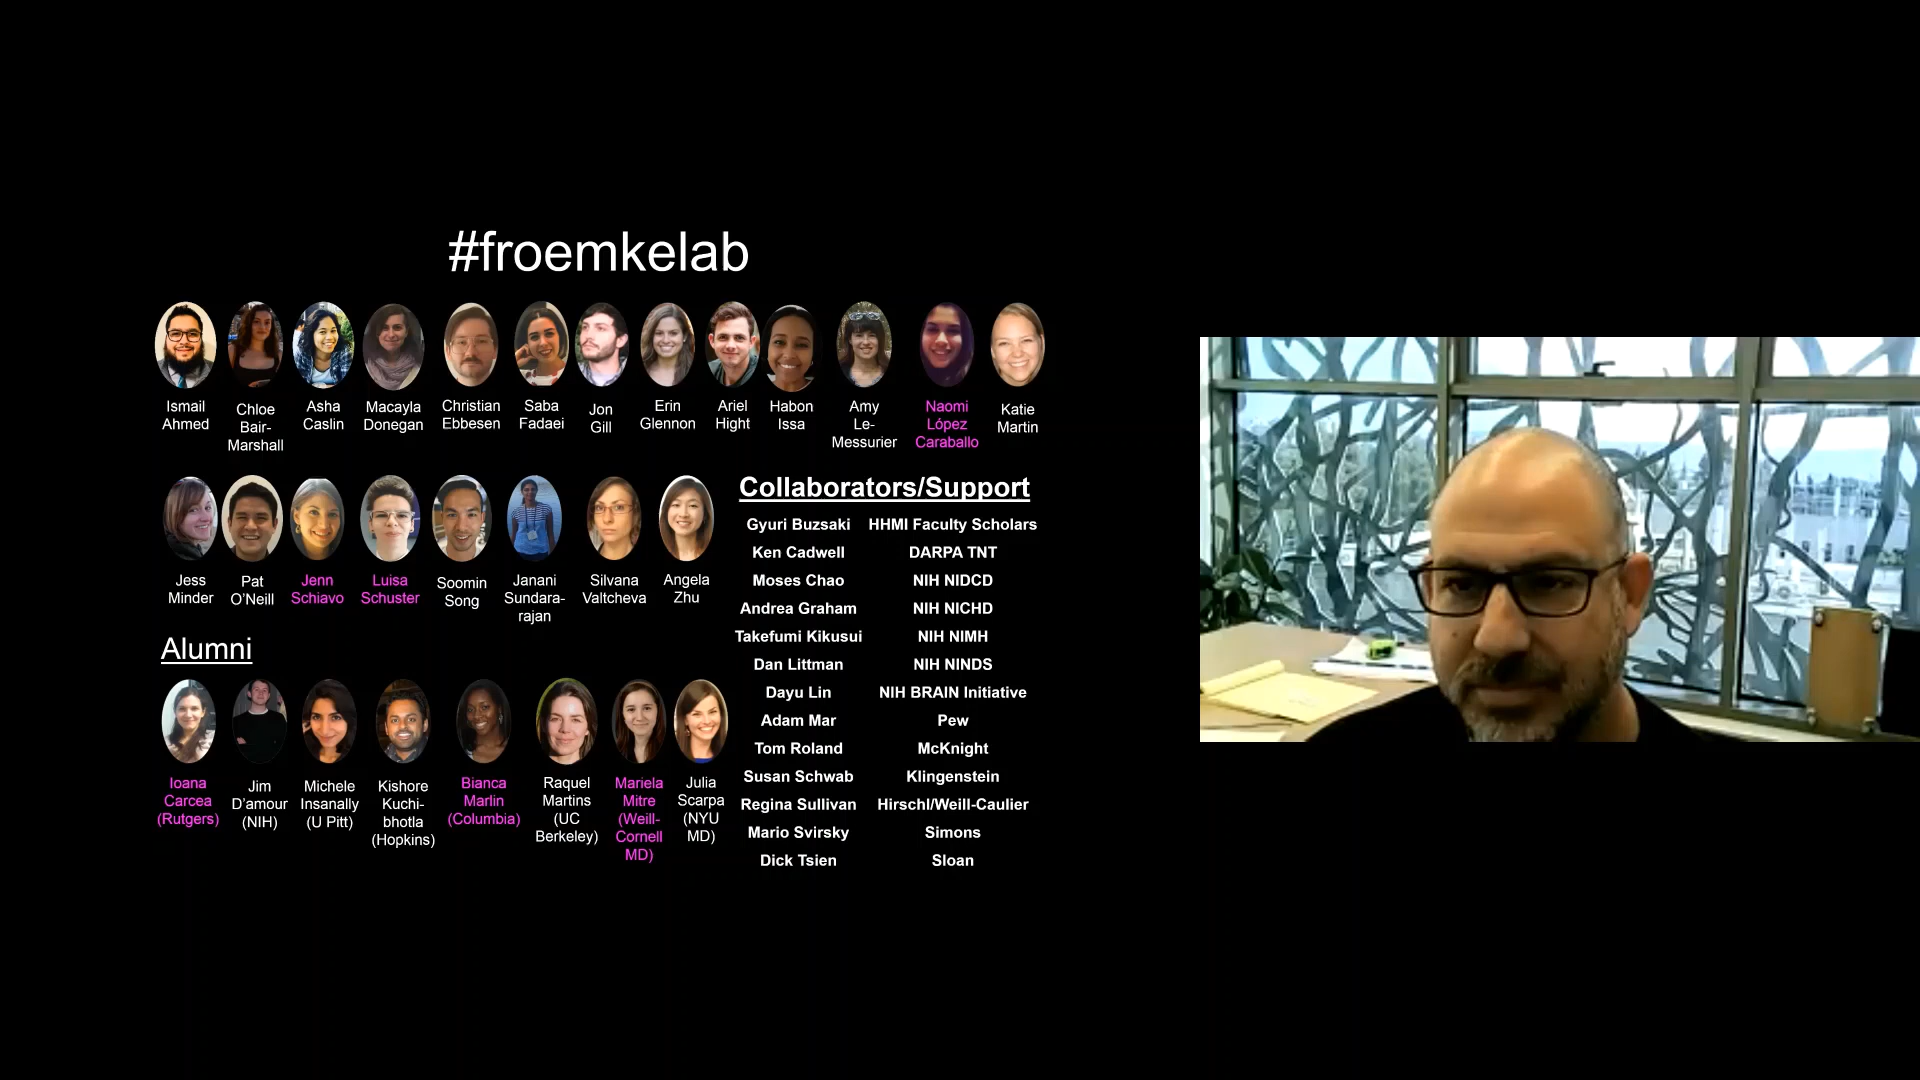 #froemkelab
Ismail
Ahmed
Chloe
Bair-
Marshall
Asha
Caslin
Macayla
Donegan
Christian
Ebbesen
Saba
Fadaei
Jon
Gill
Erin
Glennon
Ariel
Hight
Habon
Issa
Amy
Le-
Messurier
Naomi
López
Caraballo
Katie
Martin
Jess
Minder
Pat
O’Neill
Jenn
Schiavo
Luisa
Schuster
Soomin
Song
Janani
Sundara-
rajan
Silvana
Valtcheva
Angela
Zhu
Alumni
Ioana
Carcea
(Rutgers)
Jim
D’amour
(NIH)
Michele
Insanally
(U Pitt)
Kishore
Kuchi-
bhotla
(Hopkins)
Bianca
Marlin
(Columbia)
Raquel
Martins
(UC
Berkeley)
Mariela
Mitre
(Weill-
Cornell
MD)
Julia
Scarpa
(NYU
MD)
Collaborators/Support
Gyuri Buzsaki
Ken Cadwell
Moses Chao
Andrea Graham
Takefumi Kikusui
Dan Littman
Dayu Lin
Adam Mar
Tom Roland
Susan Schwab
Regina Sullivan
Mario Svirsky
Dick Tsien
HHMI Faculty Scholars
DARPA TNT
NIH NIDCD
NIH NICHD
NIH NIMH
NIH NINDS
NIH BRAIN Initiative
Pew
McKnight
Klingenstein
Hirschl/Weill-Caulier
Simons
Sloan